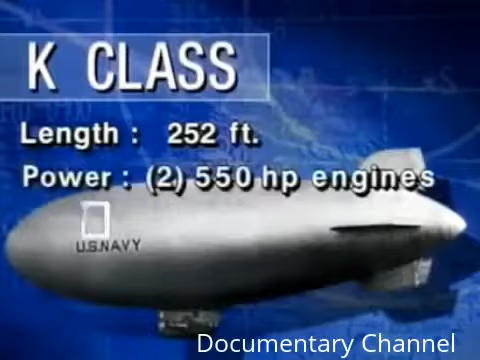 K CLASS
Length : 252 ft.
Power : (2) 550 hp engines
U.S.NAVY
Documentary Channel